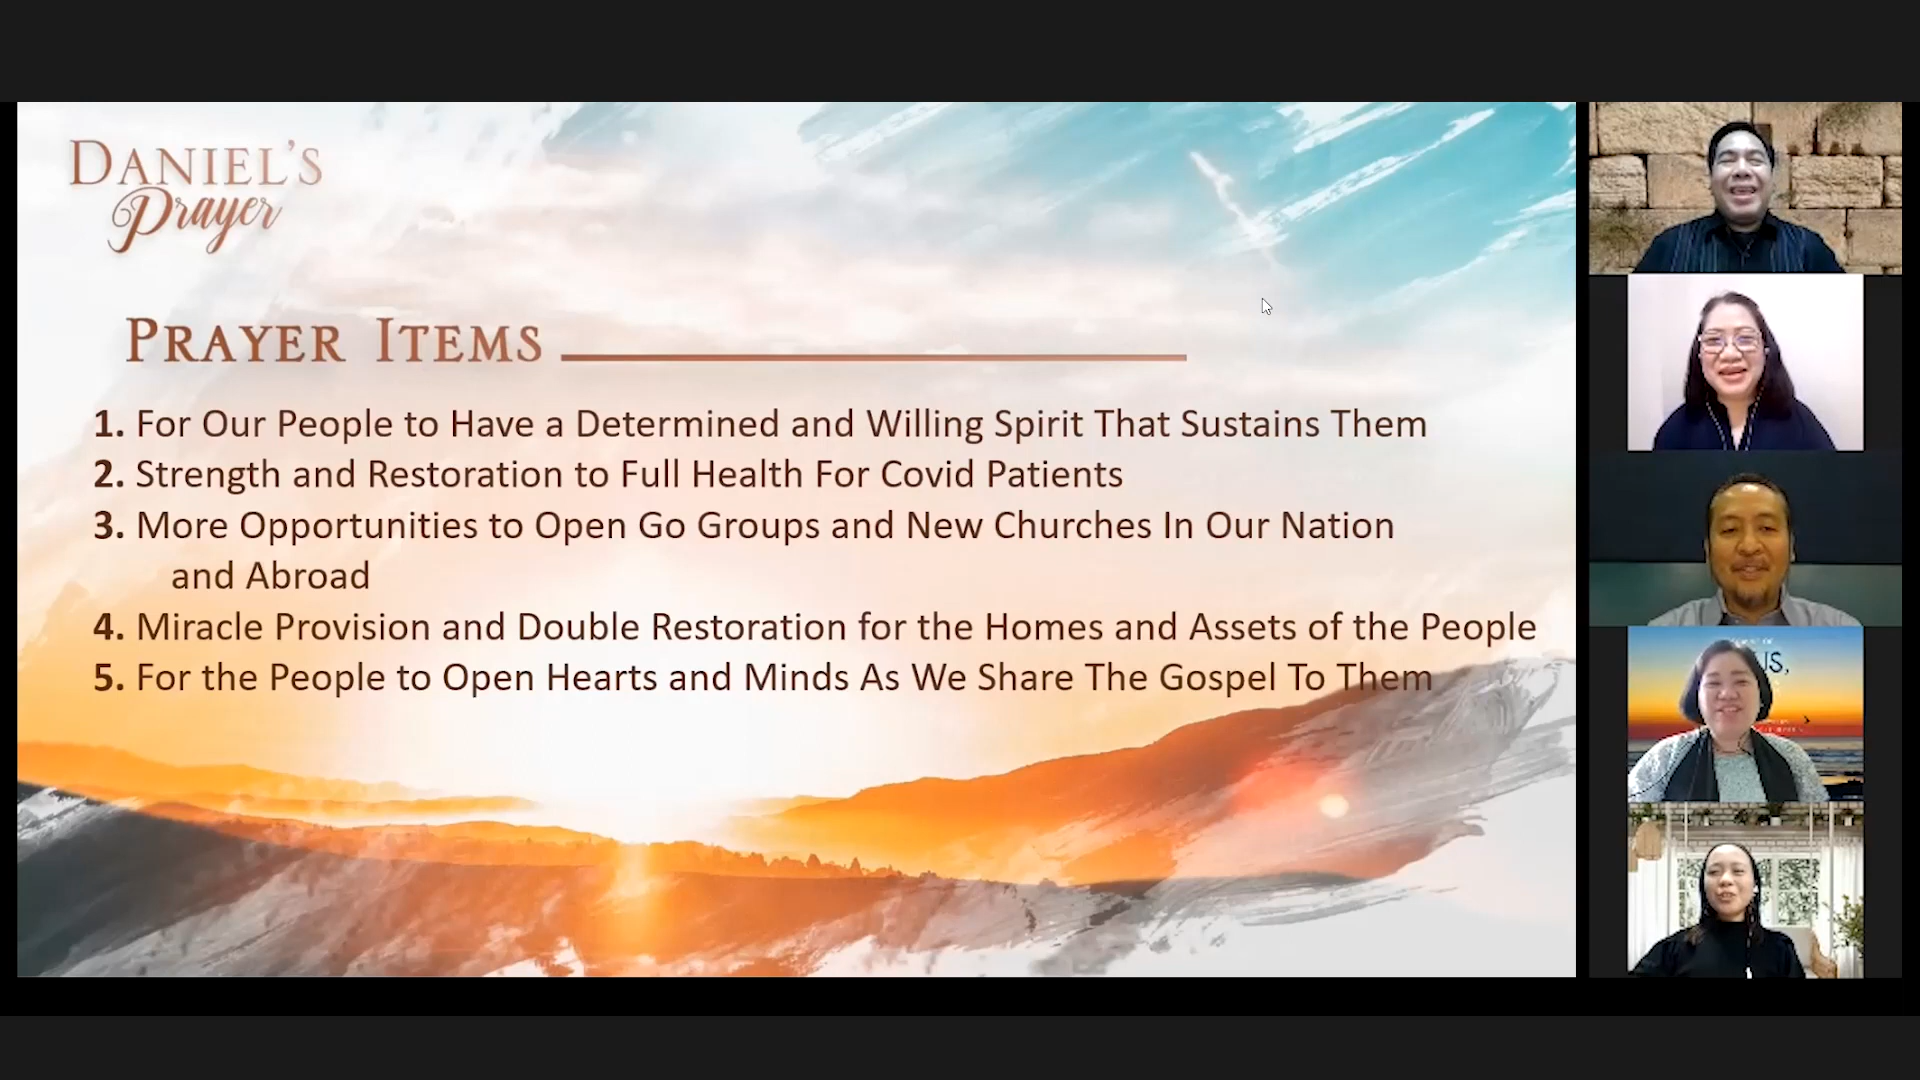 DANIEL'S
Prayer
PRAYER ITEMS
1. For Our People to Have a Determined and Willing Spirit That Sustains Them
2. Strength and Restoration to Full Health For Covid Patients
3. More Opportunities to Open Go Groups and New Churches In Our Nation
and Abroad
4. Miracle Provision and Double Restoration for the Homes and Assets of the People
5. For the People to Open Hearts and Minds As We Share The Gospel To Them
US,